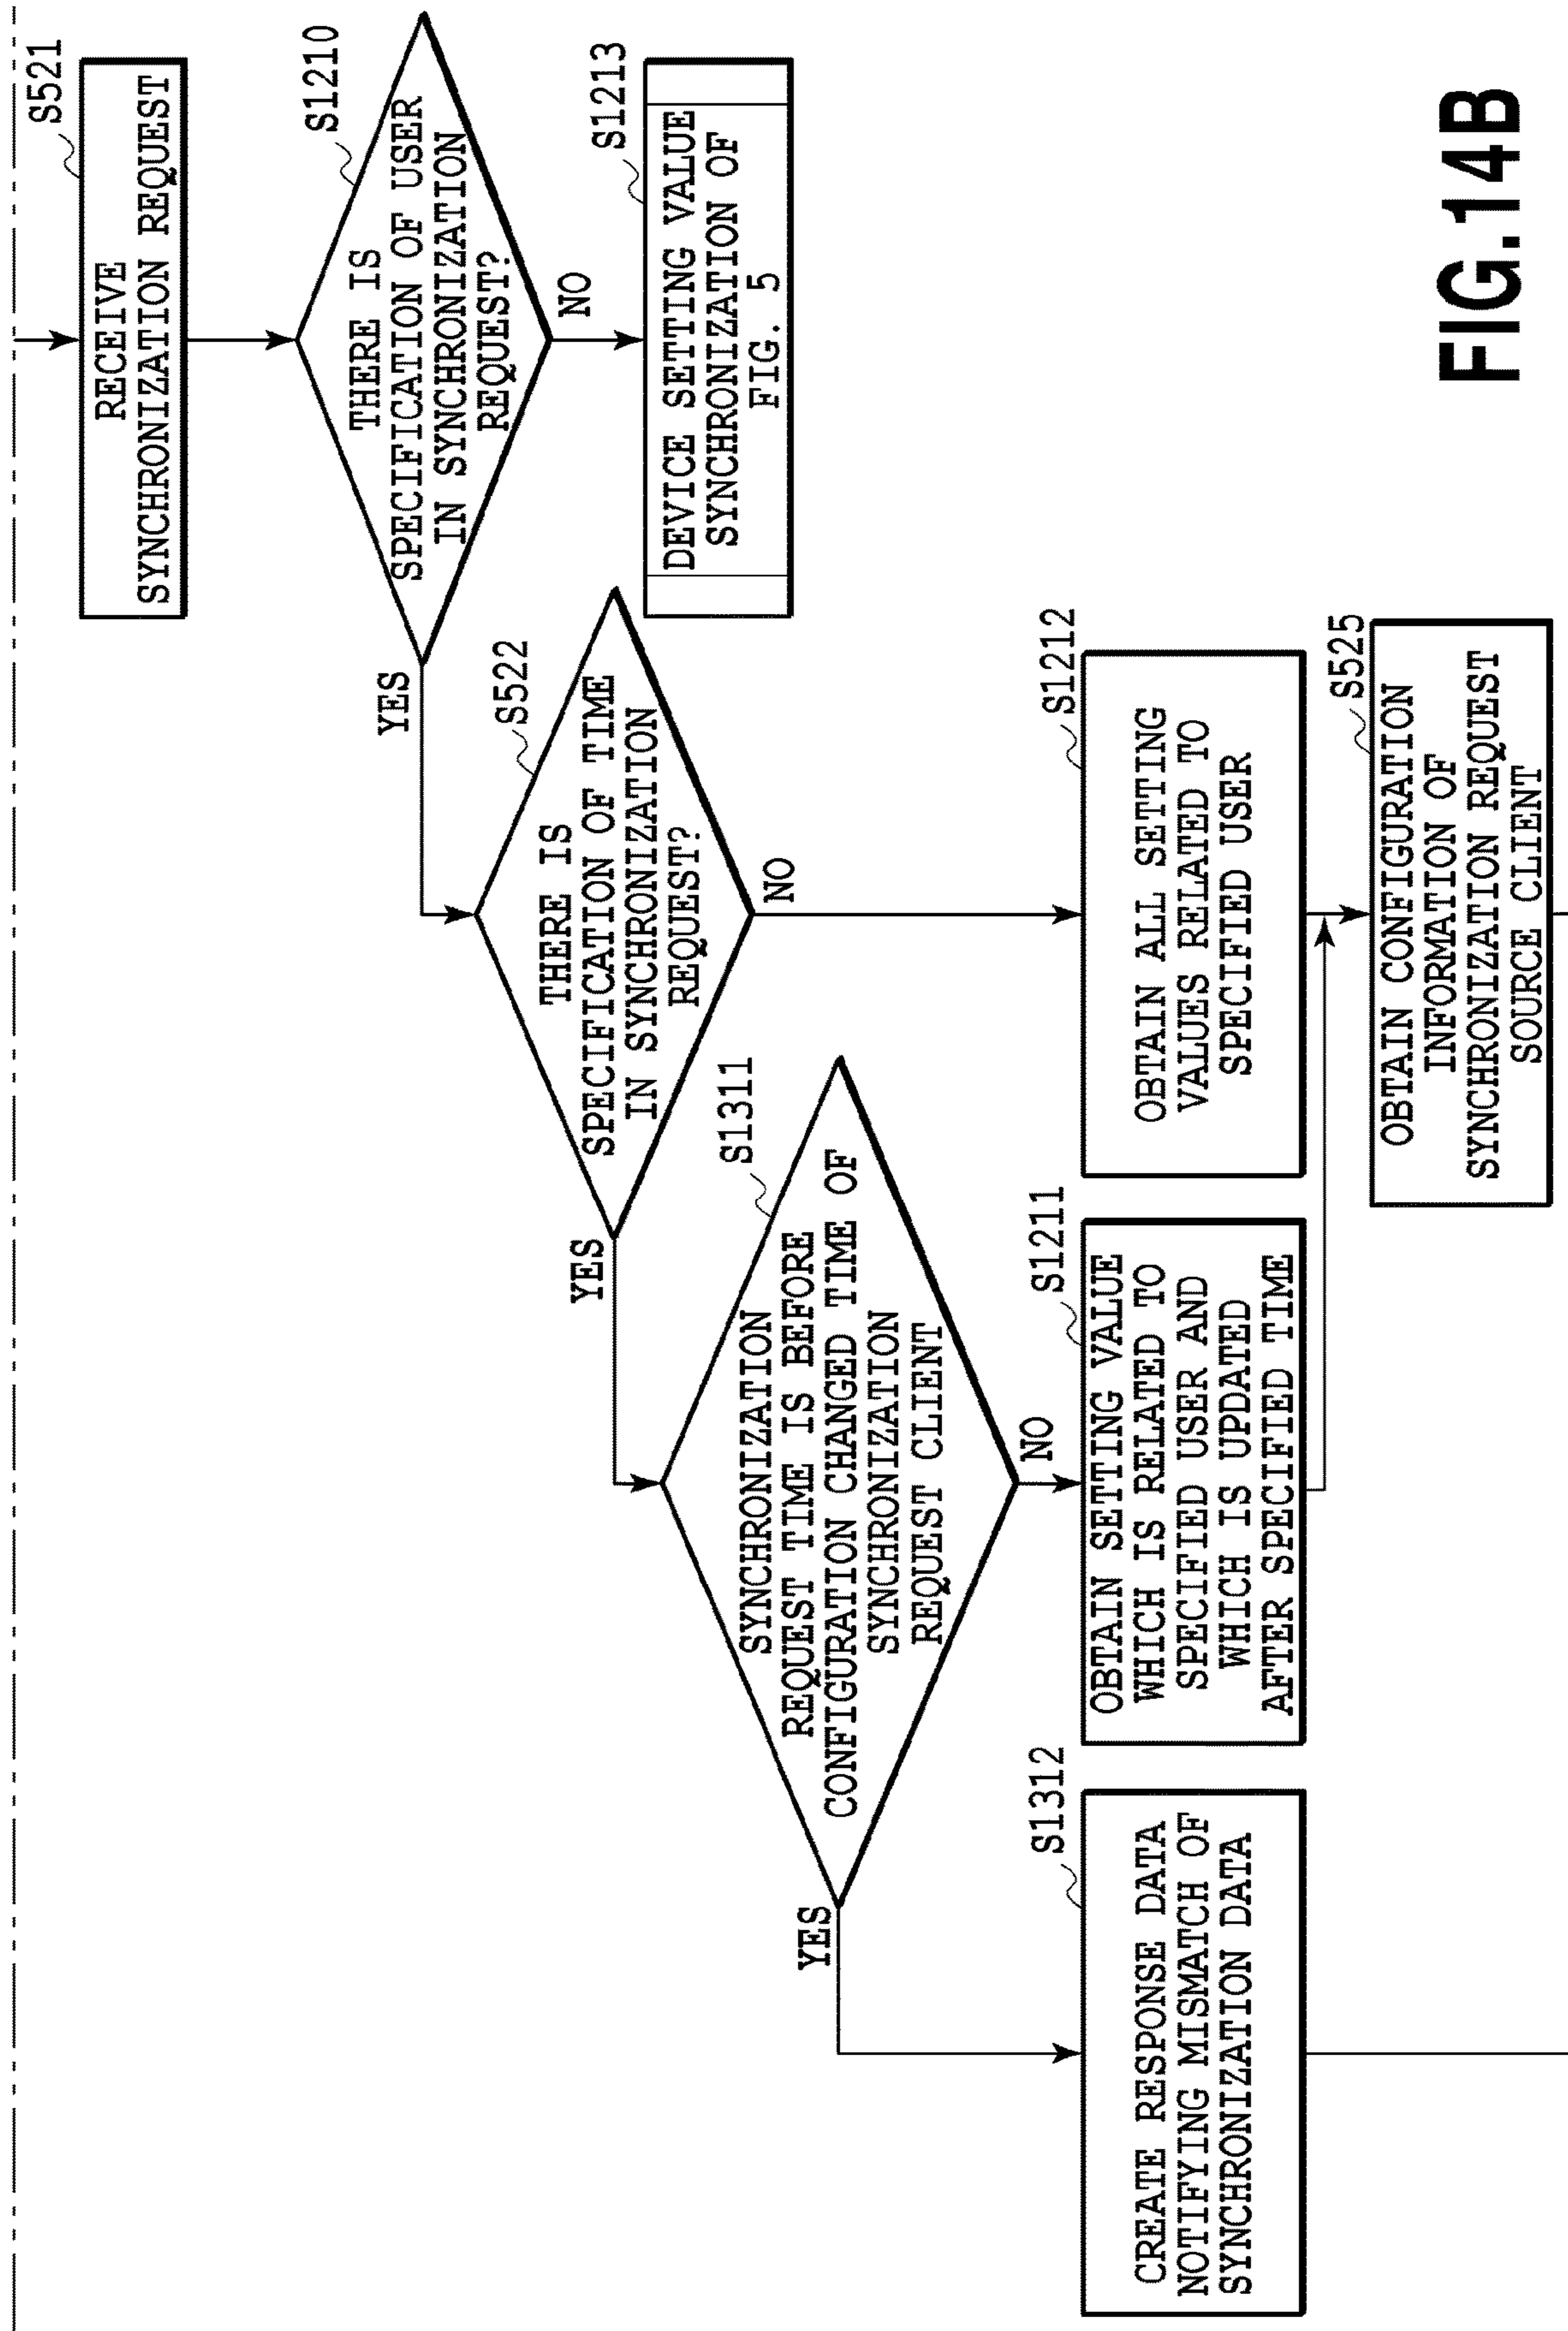 S521
RECEIVE
SYNCHRONIZATION REQUEST
S1210
THERE IS
SPECIFICATION OF USER
IN SYNCHRONIZATION
REQUEST?
YES
NO
S1213
DEVICE SETTING VALUE
SYNCHRONIZATION OF
FIG. 5
S522
THERE IS
SPECIFICATION OF TIME
IN SYNCHRONIZATION
REQUEST?
YES
NO
S1311
SYNCHRONIZATION
REQUEST TIME IS BEFORE
CONFIGURATION CHANGED TIME OF
SYNCHRONIZATION
REQUEST CLIENT
YES
NO
S1312
CREATE RESPONSE DATA
NOTIFYING MISMATCH OF
SYNCHRONIZATION DATA
S1211
OBTAIN SETTING VALUE
WHICH IS RELATED TO
SPECIFIED USER AND
WHICH IS UPDATED
AFTER SPECIFIED TIME
S1212
OBTAIN ALL SETTING
VALUES RELATED TO
SPECIFIED USER
S525
OBTAIN CONFIGURATION
INFORMATION OF
SYNCHRONIZATION REQUEST
SOURCE CLIENT
FIG.14B